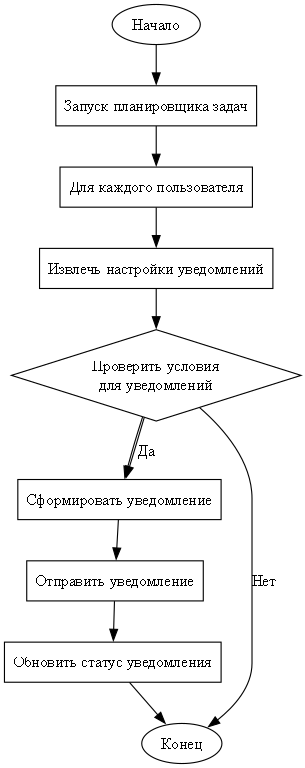 Начало
Запуск планировщика задач
Для каждого пользователя
Извлечь настройки уведомлений
Проверить условия
для уведомлений
Да
Сформировать уведомление
Отправить уведомление
Нет
Обновить статус уведомления
Конец